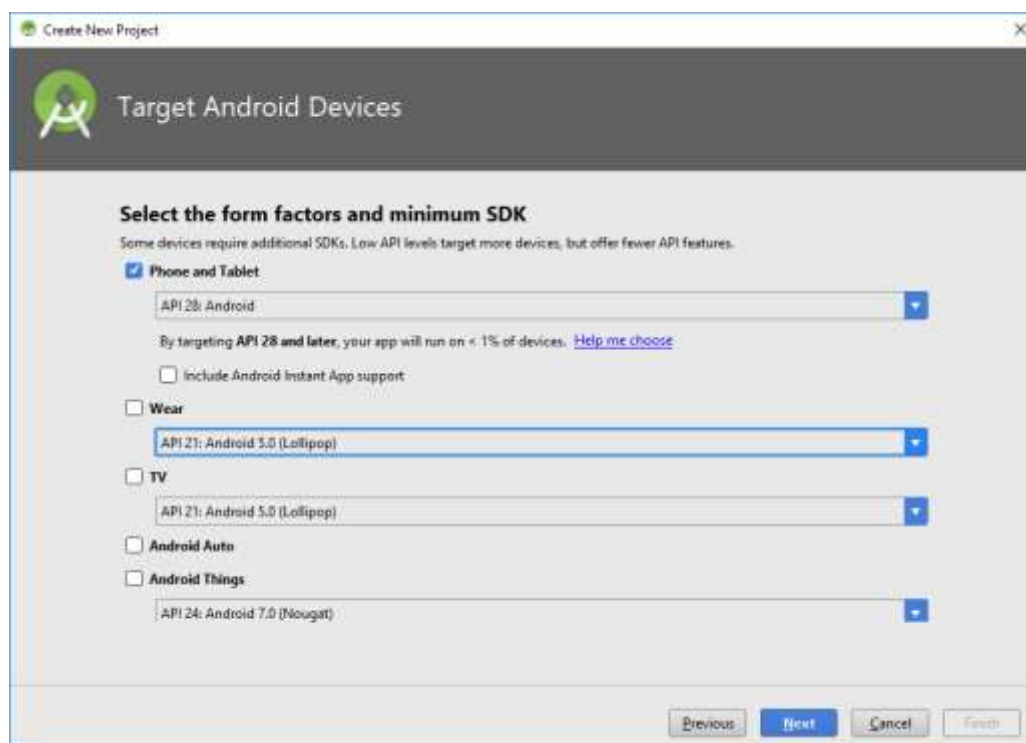 Create New Project
Target Android Devices
Select the form factors and minimum SDK
Some devices require additional SDKs. Low API levels target more devices, but offer fewer API features.
Phone and Tablet
API 28: Android
By targeting API 28 and later, your app will run on < 1% of devices. Help me choose
Include Android Instant App support
Wear
API 21: Android 5.0 (Lollipop)
TV
API 21: Android 5.0 (Lollipop)
Android Auto
Android Things
API 24: Android 7.0 (Nougat)
Previous Next Cancel Finish